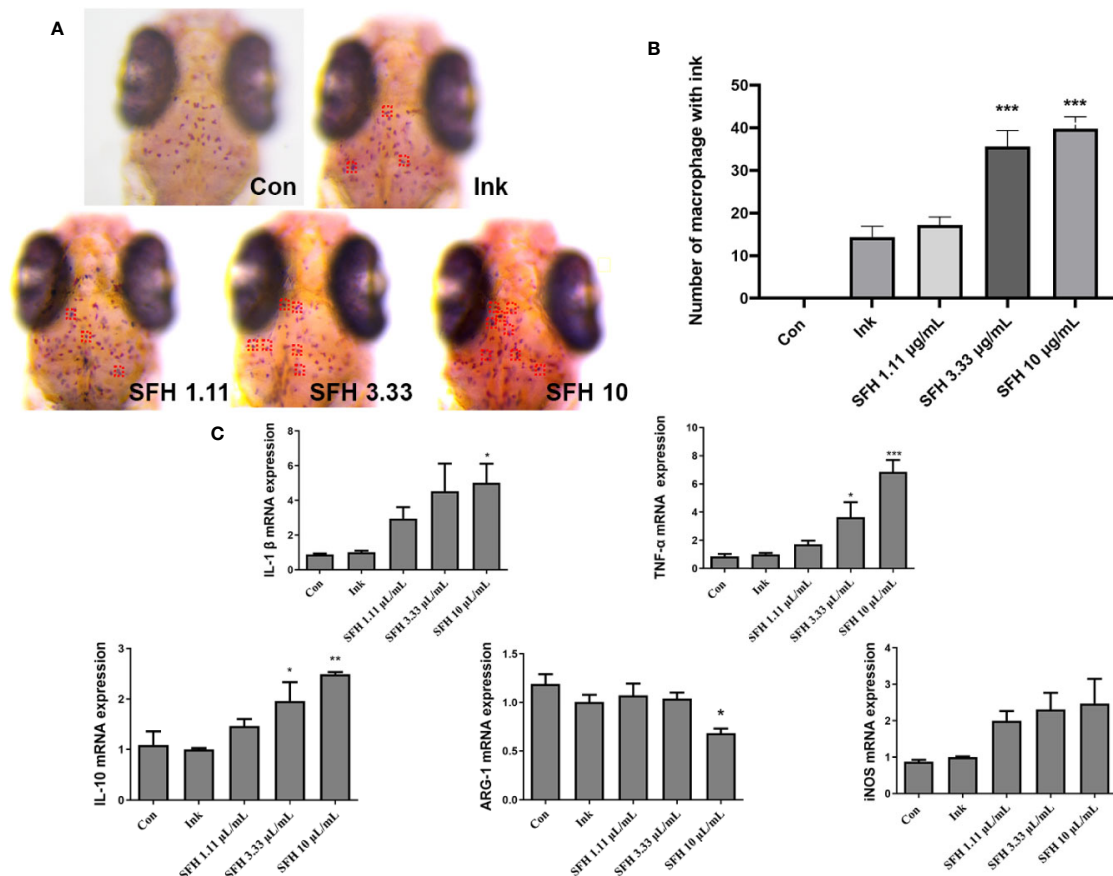 A
Con
Ink
SFH 1.11
SFH 3.33
SFH 10
B
Number of macrophage with ink
50
40
30
20
10
0
***
***
Con
Ink
SFH 1.11 µg/mL
SFH 3.33 µg/mL
SFH 10 µg/mL
C
IL-1 β mRNA expression
8
6
4
2
0
*
Con
Ink
SFH 1.11 µL/mL
SFH 3.33 µL/mL
SFH 10 µL/mL
TNF-α mRNA expression
10
8
6
4
2
0
*
***
Con
Ink
SFH 1.11 µL/mL
SFH 3.33 µL/mL
SFH 10 µL/mL
IL-10 mRNA expression
3
2
1
0
*
**
Con
Ink
SFH 1.11 µL/mL
SFH 3.33 µL/mL
SFH 10 µL/mL
ARG-1 mRNA expression
1.5
1.0
0.5
0.0
*
Con
Ink
SFH 1.11 µL/mL
SFH 3.33 µL/mL
SFH 10 µL/mL
iNOS mRNA expression
4
3
2
1
0
Con
Ink
SFH 1.11 µL/mL
SFH 3.33 µL/mL
SFH 10 µL/mL